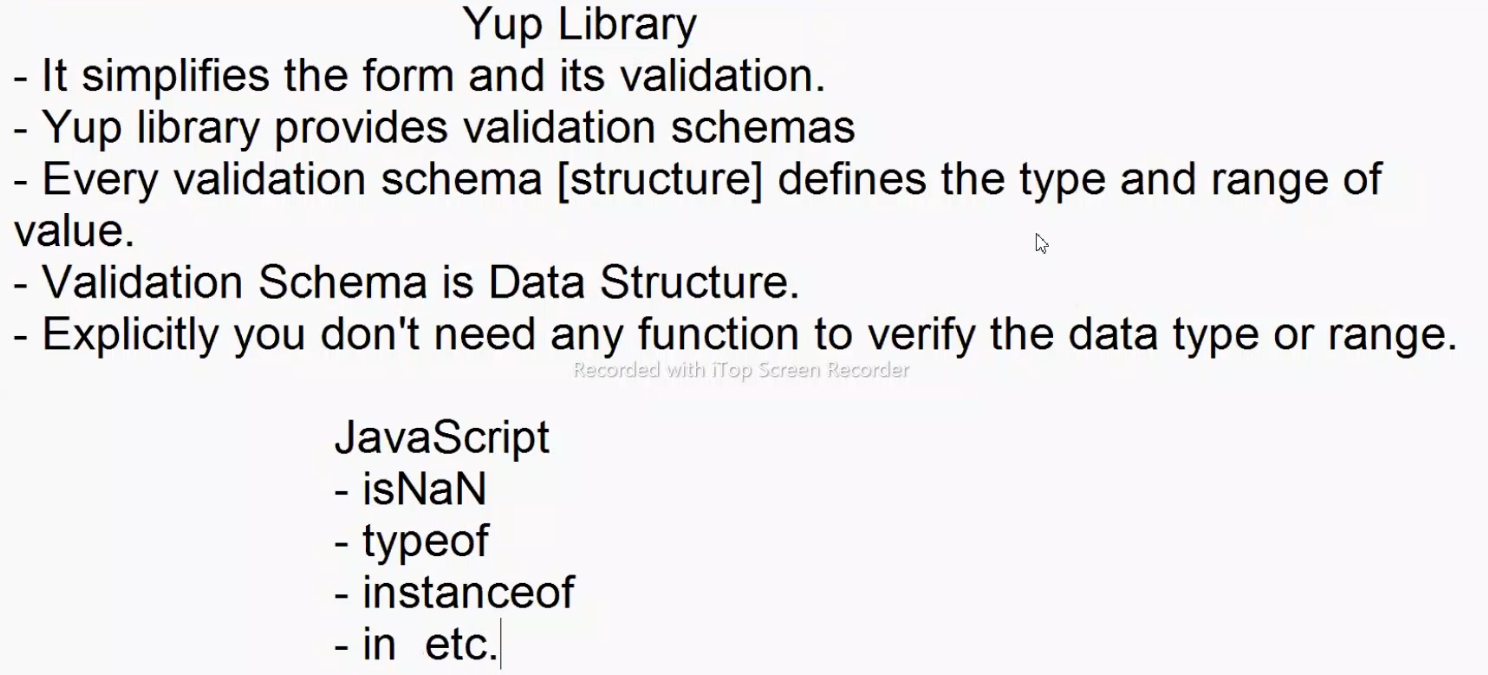 Yup Library
- It simplifies the form and its validation.
- Yup library provides validation schemas
- Every validation schema [structure] defines the type and range of
value.
- Validation Schema is Data Structure.
- Explicitly you don't need any function to verify the data type or range.
Recorded with iTop Screen Recorder
JavaScript
- isNaN
- typeof
- instanceof
- in  etc.